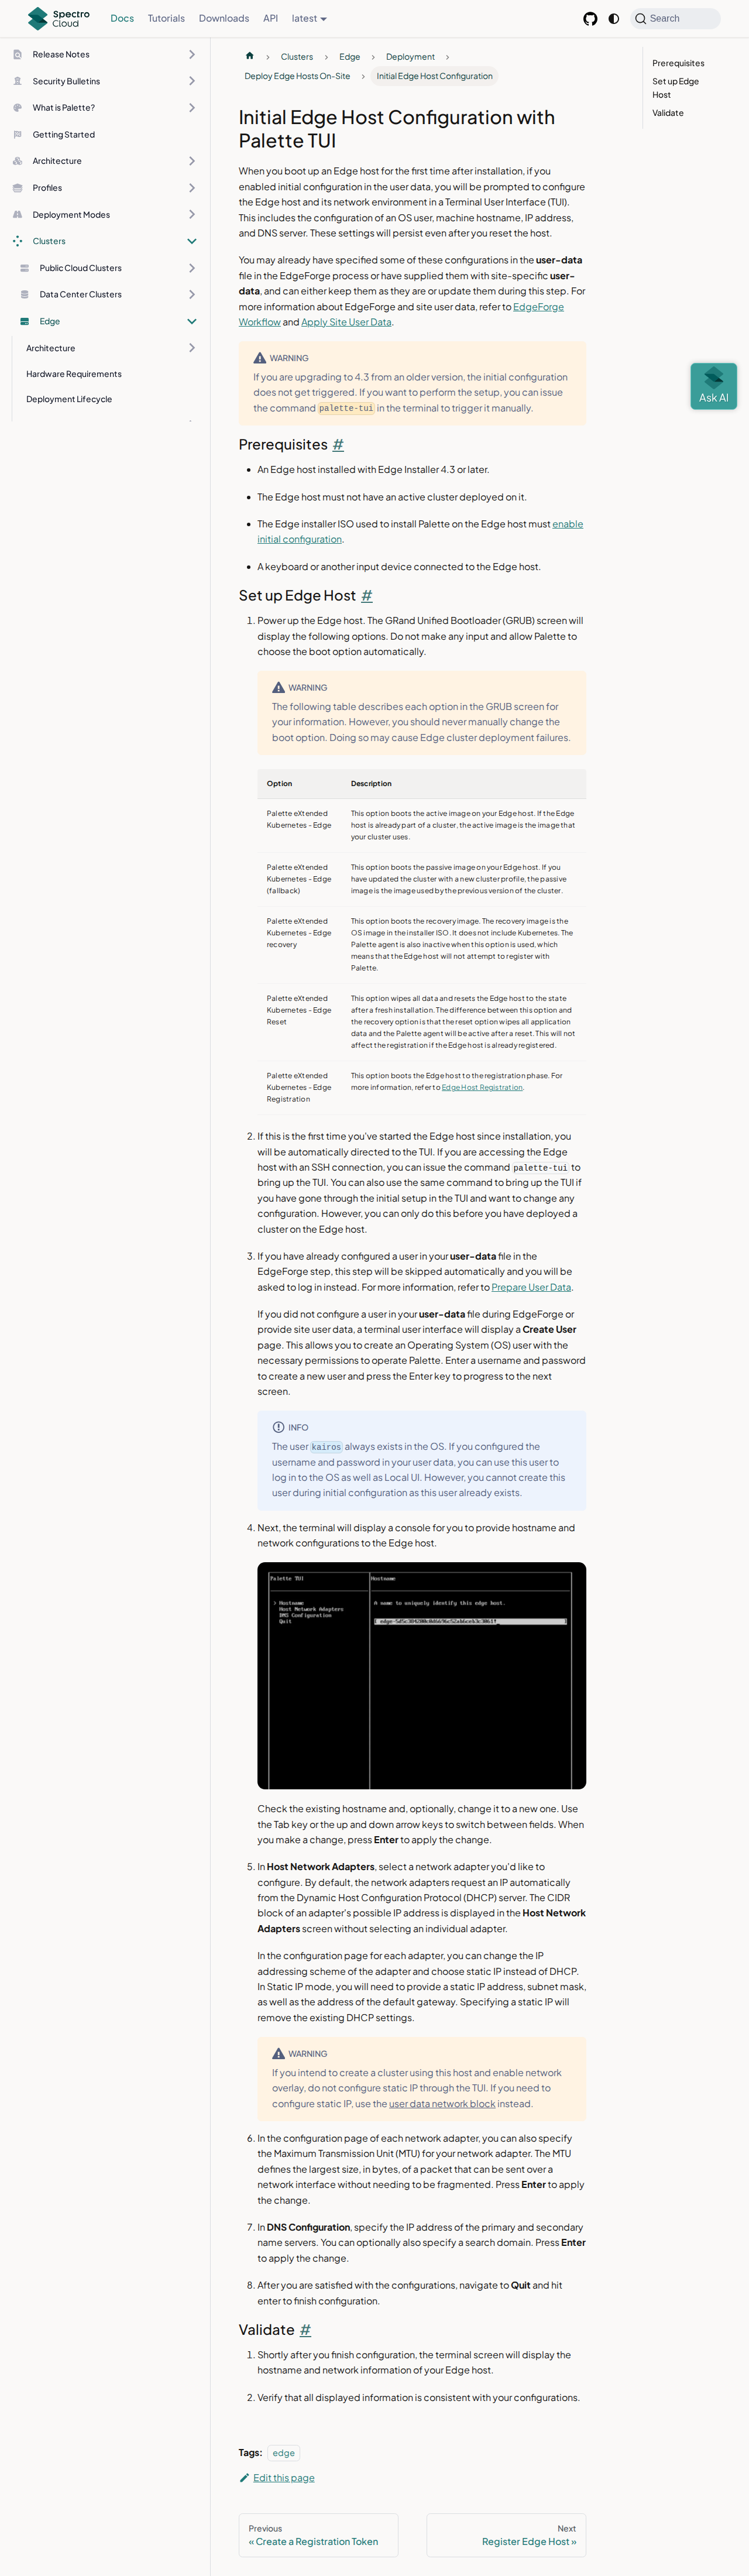 Spectro Cloud
Docs
Tutorials
Downloads
API
latest
Search
Release Notes
Security Bulletins
What is Palette?
Getting Started
Architecture
Profiles
Deployment Modes
Clusters
Public Cloud Clusters
Data Center Clusters
Edge
Architecture
Hardware Requirements
Deployment Lifecycle
Clusters > Edge > Deployment >
Deploy Edge Hosts On-Site > Initial Edge Host Configuration
Prerequisites
Set up Edge
Host
Validate
Ask AI
Initial Edge Host Configuration with
Palette TUI
When you boot up an Edge host for the first time after installation, if you
enabled initial configuration in the user data, you will be prompted to configure
the Edge host and its network environment in a Terminal User Interface (TUI).
This includes the configuration of an OS user, machine hostname, IP address,
and DNS server. These settings will persist even after you reset the host.
You may already have specified some of these configurations in the user-data
file in the EdgeForge process or have supplied them with site-specific user-
data, and can either keep them as they are or update them during this step. For
more information about EdgeForge and site user data, refer to EdgeForge
Workflow and Apply Site User Data.
WARNING
If you are upgrading to 4.3 from an older version, the initial configuration
does not get triggered. If you want to perform the setup, you can issue
the command palette-tui in the terminal to trigger it manually.
Prerequisites #
• An Edge host installed with Edge Installer 4.3 or later.
• The Edge host must not have an active cluster deployed on it.
• The Edge installer ISO used to install Palette on the Edge host must enable
initial configuration.
• A keyboard or another input device connected to the Edge host.
Set up Edge Host #
1. Power up the Edge host. The GRand Unified Bootloader (GRUB) screen will
display the following options. Do not make any input and allow Palette to
choose the boot option automatically.
WARNING
The following table describes each option in the GRUB screen for
your information. However, you should never manually change the
boot option. Doing so may cause Edge cluster deployment failures.
Option Description
Palette eXtended Kubernetes - Edge
This option boots the active image on your Edge host. If the Edge
host is already part of a cluster, the active image is the image that
your cluster uses.
Palette eXtended Kubernetes - Edge (fallback)
This option boots the passive image on your Edge host. If you
have updated the cluster with a new cluster profile, the passive
image is the image used by the previous version of the cluster.
Palette eXtended Kubernetes - Edge recovery
This option boots the recovery image. The recovery image is the
OS image in the installer ISO. It does not include Kubernetes. The
Palette agent is also inactive when this option is used, which
means that the Edge host will not attempt to register with
Palette.
Palette eXtended Kubernetes - Edge Reset
This option wipes all data and resets the Edge host to the state
after a fresh installation. The difference between this option and
the recovery option is that the reset option wipes all application
data and the Palette agent will be active after a reset. This will not
affect the registration if the Edge host is already registered.
Palette eXtended Kubernetes - Edge Registration
This option boots the Edge host to the registration phase. For
more information, refer to Edge Host Registration.
2. If this is the first time you've started the Edge host since installation, you
will be automatically directed to the TUI. If you are accessing the Edge
host with an SSH connection, you can issue the command palette-tui to
bring up the TUI. You can also use the same command to bring up the TUI if
you have gone through the initial setup in the TUI and want to change any
configuration. However, you can only do this before you have deployed a
cluster on the Edge host.
3. If you have already configured a user in your user-data file in the
EdgeForge step, this step will be skipped automatically and you will be
asked to log in instead. For more information, refer to Prepare User Data.
If you did not configure a user in your user-data file during EdgeForge or
provide site user data, a terminal user interface will display a Create User
page. This allows you to create an Operating System (OS) user with the
necessary permissions to operate Palette. Enter a username and password
to create a new user and press the Enter key to progress to the next
screen.
INFO
The user kairos always exists in the OS. If you configured the
username and password in your user data, you can use this user to
log in to the OS as well as Local UI. However, you cannot create this
user during initial configuration as this user already exists.
4. Next, the terminal will display a console for you to provide hostname and
network configurations to the Edge host.
Palette TUI
Hostname
> Hostname
Host Network Adapters
DNS Configuration
Quit
A name to uniquely identify this edge host.
Check the existing hostname and, optionally, change it to a new one. Use
the Tab key or the up and down arrow keys to switch between fields. When
you make a change, press Enter to apply the change.
5. In Host Network Adapters, select a network adapter you'd like to
configure. By default, the network adapters request an IP automatically
from the Dynamic Host Configuration Protocol (DHCP) server. The CIDR
block of an adapter's possible IP address is displayed in the Host Network
Adapters screen without selecting an individual adapter.
In the configuration page for each adapter, you can change the IP
addressing scheme of the adapter and choose static IP instead of DHCP.
In Static IP mode, you will need to provide a static IP address, subnet mask,
as well as the address of the default gateway. Specifying a static IP will
remove the existing DHCP settings.
WARNING
If you intend to create a cluster using this host and enable network
overlay, do not configure static IP through the TUI. If you need to
configure static IP, use the user data network block instead.
6. In the configuration page of each network adapter, you can also specify
the Maximum Transmission Unit (MTU) for your network adapter. The MTU
defines the largest size, in bytes, of a packet that can be sent over a
network interface without needing to be fragmented. Press Enter to apply
the change.
7. In DNS Configuration, specify the IP address of the primary and secondary
name servers. You can optionally also specify a search domain. Press Enter
to apply the change.
8. After you are satisfied with the configurations, navigate to Quit and hit
enter to finish configuration.
Validate #
1. Shortly after you finish configuration, the terminal screen will display the
hostname and network information of your Edge host.
2. Verify that all displayed information is consistent with your configurations.
Tags: edge
Edit this page
Previous
« Create a Registration Token
Next
Register Edge Host »